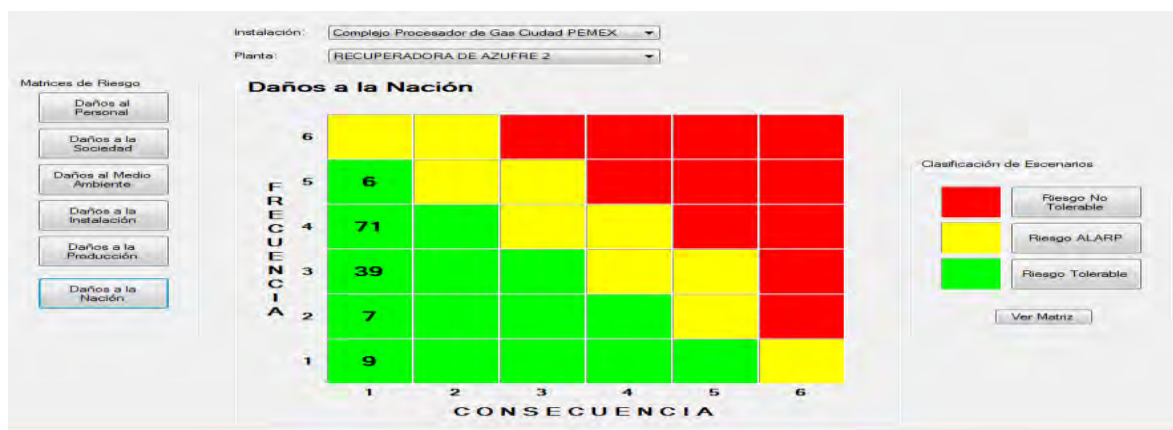 Instalación: Complejo Procesador de Gas Ciudad PEMEX
Planta: RECUPERADORA DE AZUFRE 2
Matrices de Riesgo
Daños al
Personal
Daños a la
Sociedad
Daños al Medio
Ambiente
Daños a la
Instalación
Daños a la
Producción
Daños a la
Nación
Daños a la Nación
FRECUENCIA
6
5 6
4 71
3 39
2 7
1 9
1 2 3 4 5 6
CONSECUENCIA
Clasificación de Escenarios
Riesgo No
Tolerable
Riesgo ALARP
Riesgo Tolerable
Ver Matriz